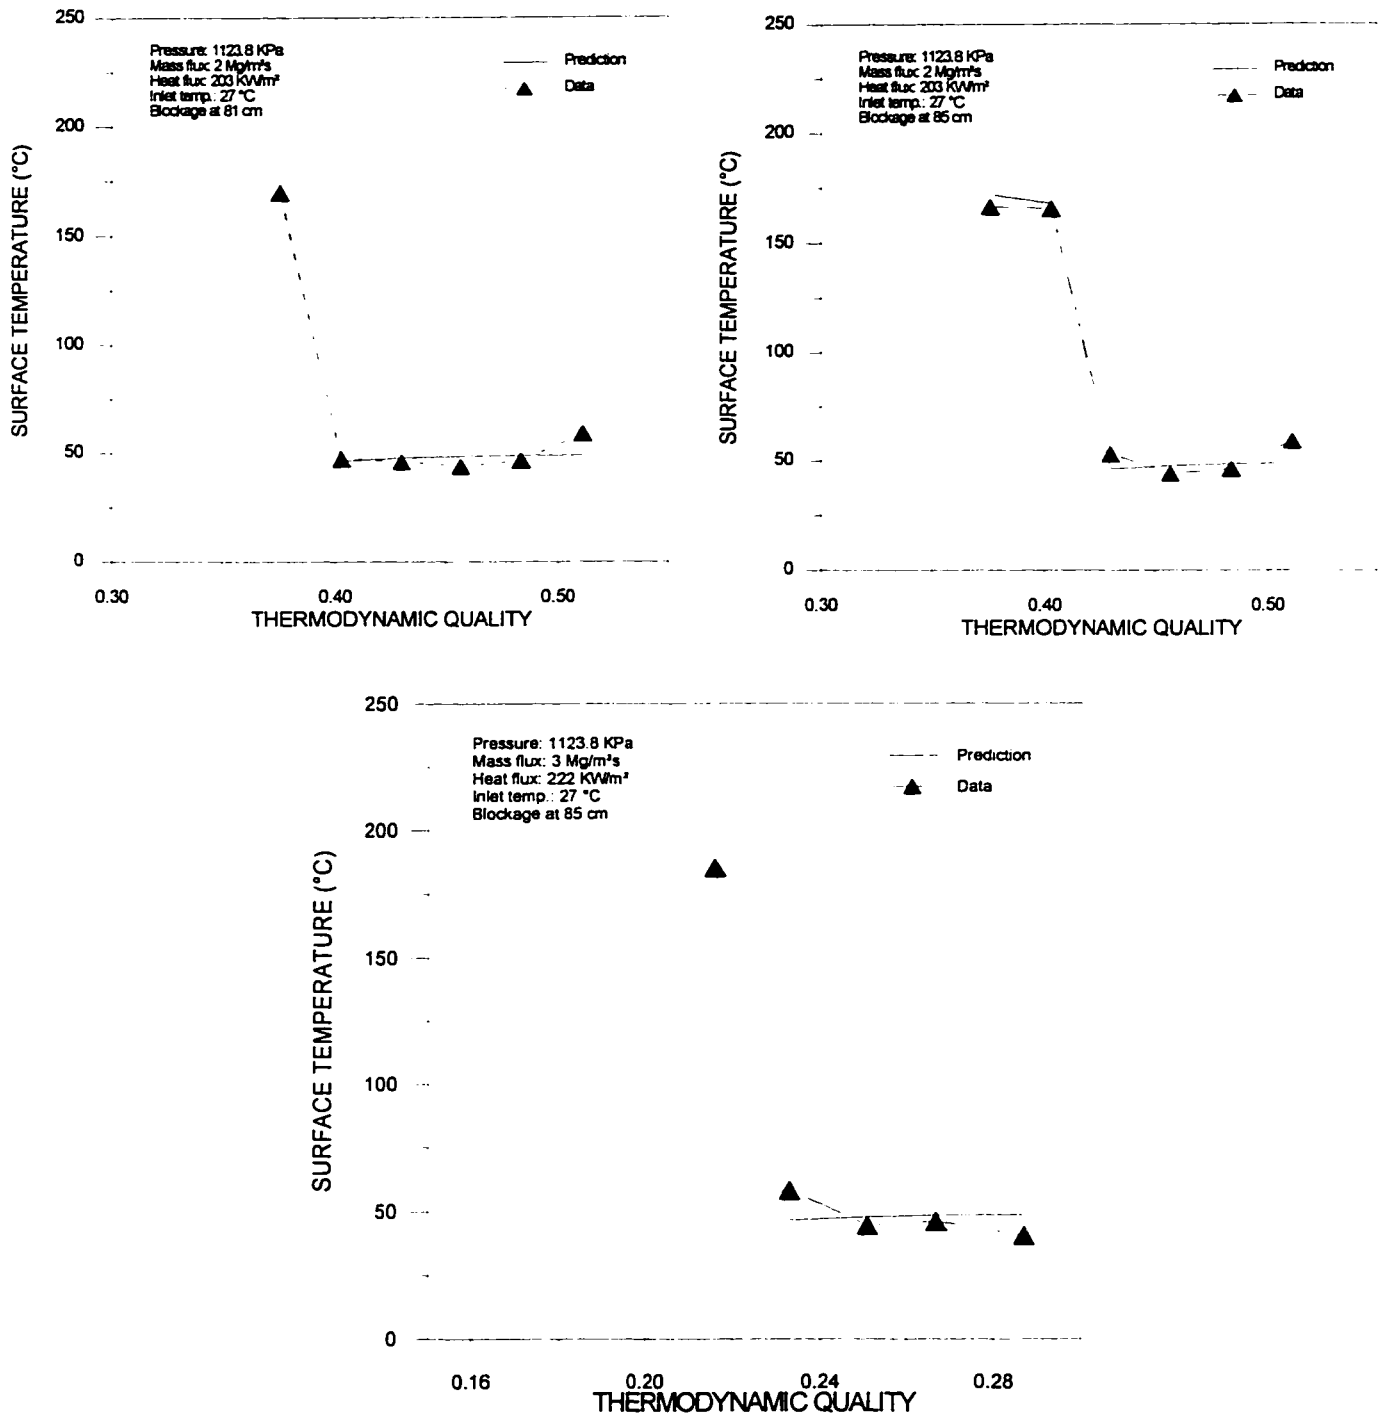 250
200
150
100
50
0
SURFACE TEMPERATURE (°C)
Pressure: 1123.8 KPa
Mass flux: 2 Mg/m²s
Heat flux: 203 KW/m²
Inlet temp.: 27 °C
Blockage at 81 cm
Prediction
Data
0.30 0.40 0.50
THERMODYNAMIC QUALITY
250
200
150
100
50
0
SURFACE TEMPERATURE (°C)
Pressure: 1123.8 KPa
Mass flux: 2 Mg/m²s
Heat flux: 203 KW/m²
Inlet temp.: 27 °C
Blockage at 85 cm
Prediction
Data
0.30 0.40 0.50
THERMODYNAMIC QUALITY
250
200
150
100
50
0
SURFACE TEMPERATURE (°C)
Pressure: 1123.8 KPa
Mass flux: 3 Mg/m²s
Heat flux: 222 KW/m²
Inlet temp.: 27 °C
Blockage at 85 cm
Prediction
Data
0.16 0.20 0.24 0.28
THERMODYNAMIC QUALITY